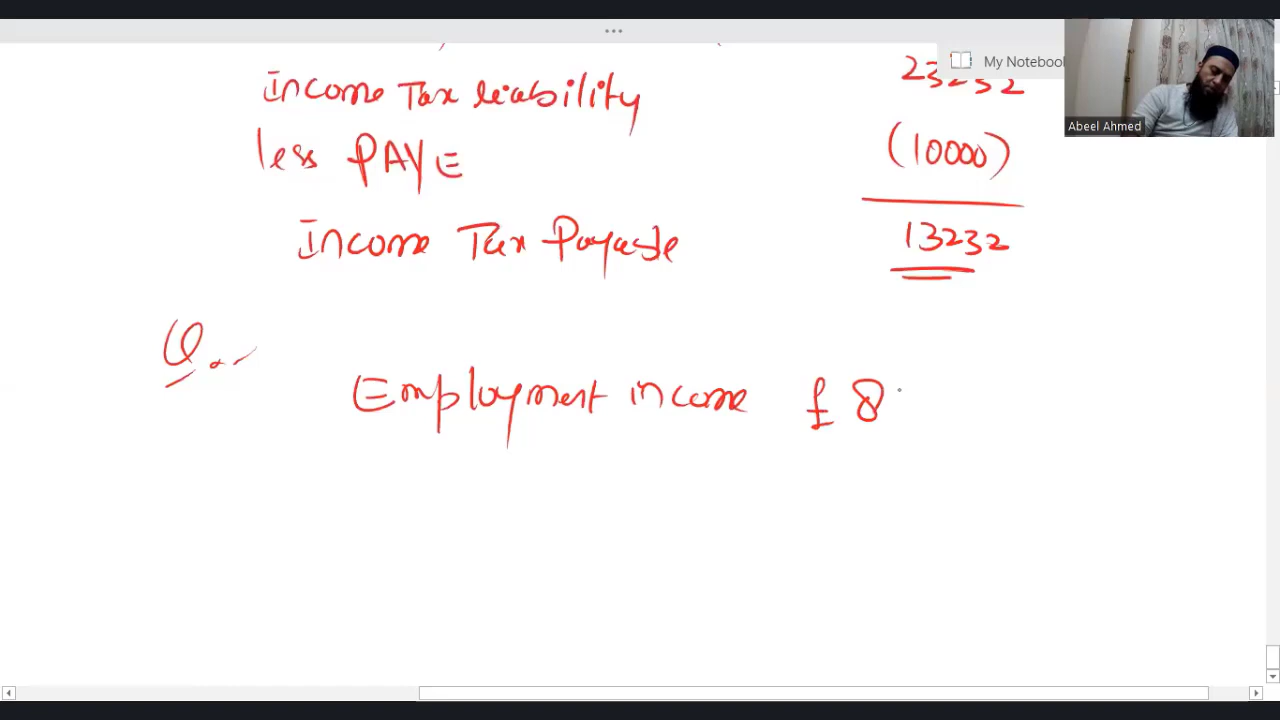 My Notebook
Income Tax liability 23232
less PAYE (10000)
Income Tax Payable 13232
Abeel Ahmed
Q..
Employment income £ 8